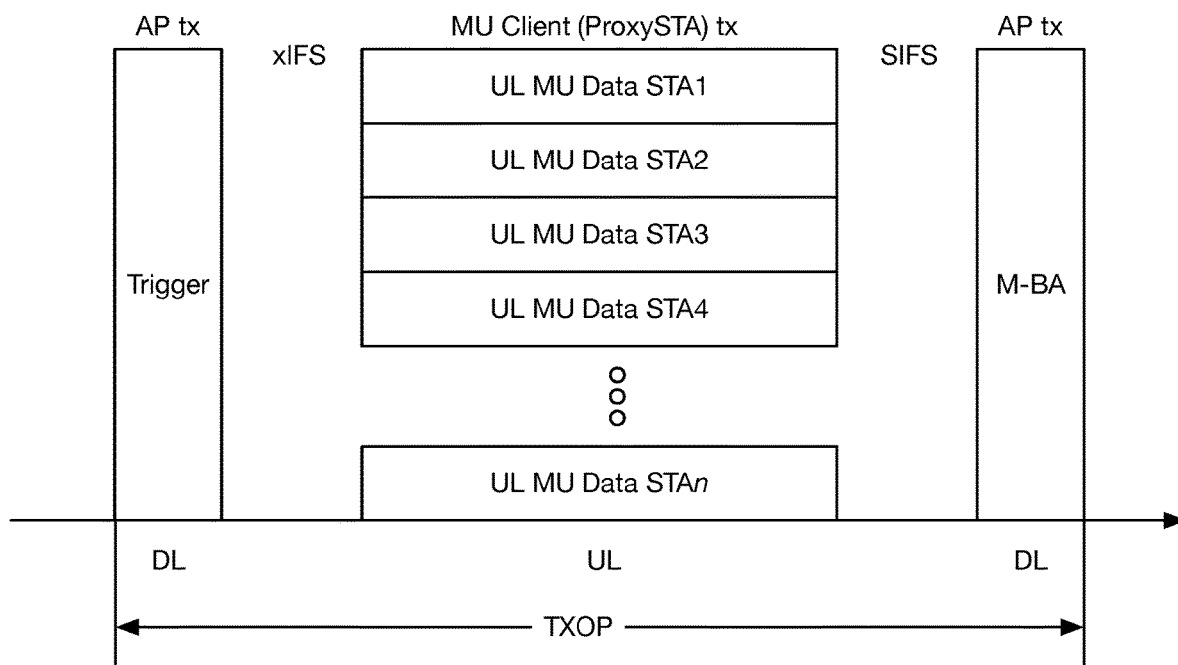 AP tx
MU Client (ProxySTA) tx
AP tx
xIFS
SIFS
UL MU Data STA1
UL MU Data STA2
UL MU Data STA3
Trigger
UL MU Data STA4
M-BA
UL MU Data STAn
DL
UL
DL
TXOP